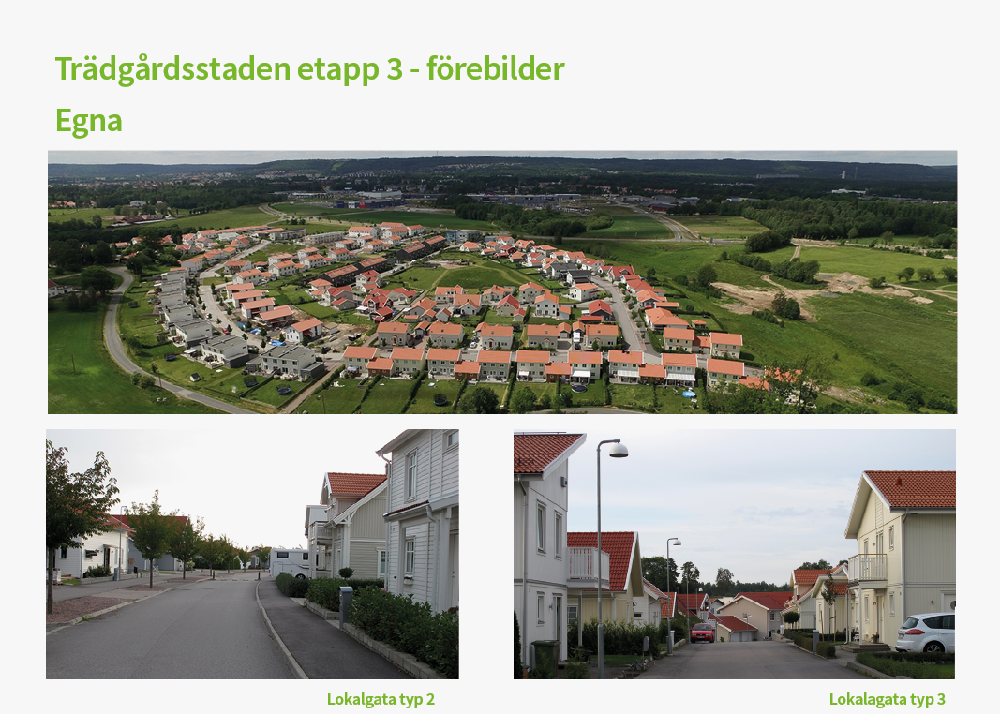 Trädgårdsstaden etapp 3 - förebilder
Egna
Lokalgata typ 2
Lokalagata typ 3